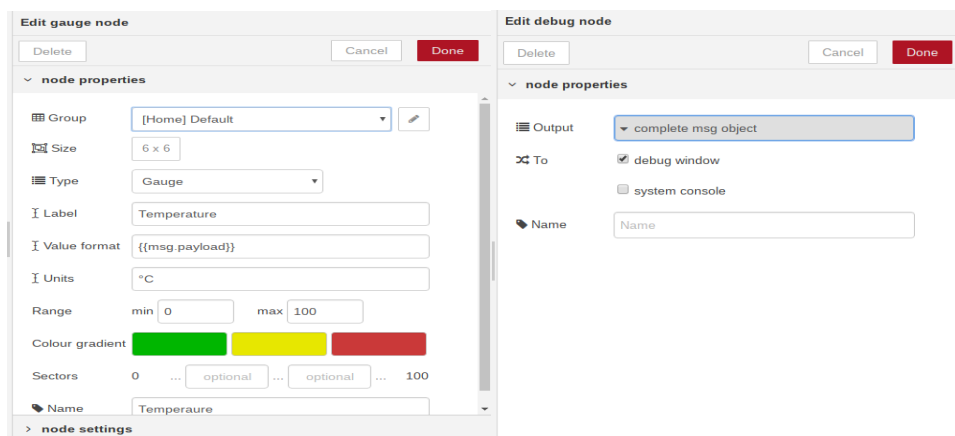 Edit gauge node
Delete
Cancel
Done
node properties
Group
[Home] Default
Size
6 x 6
Type
Gauge
Label
Temperature
Value format
{{msg.payload}}
Units
°C
Range
min 0
max 100
Colour gradient
Sectors
0 ... optional ... optional ... 100
Name
Temperaure
node settings
Edit debug node
Delete
Cancel
Done
node properties
Output
complete msg object
To
debug window
system console
Name
Name